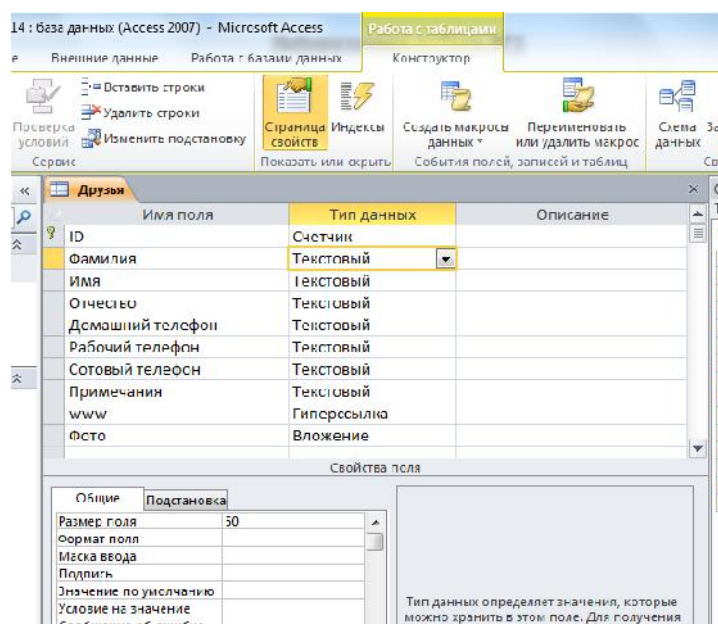 14 : база данных (Access 2007) - Microsoft Access
Работа с таблицами
Внешние данные Работа с базами данных Конструктор
Вставить строки
Удалить строки
Изменить подстановку
Проверка условий
Страница свойств
Индексы
Создать макросы данных
Переименовать или удалить макрос
Схема данных
Сервис
Показать или скрыть
События полей, записей и таблиц
Друзья
Имя поля Тип данных Описание
ID Счетчик
Фамилия Текстовый
Имя Текстовый
Отчество Текстовый
Домашний телефон Текстовый
Рабочий телефон Текстовый
Сотовый телефон Текстовый
Примечания Текстовый
www Гиперссылка
Фото Вложение
Свойства поля
Общие Подстановка
Размер поля 50
Формат поля
Маска ввода
Подпись
Значение по умолчанию
Условие на значение
Тип данных определяет значения, которые
можно хранить в этом поле. Для получения